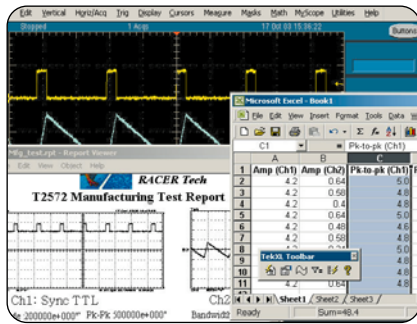 Edit Vertical Horiz/Acq Trig Display Cursors Measure Masks Math MyScope Utilities Help
Stopped 1 Acqs 17 Oct 03 15:36:22
Buttons
Mfg_test.rpt - Report Viewer
Edit View Object Help
RACER Tech
T2572 Manufacturing Test Report
Ch1: Sync TTL
Ch2
200000e+000° Pk-Pk 500000e+000°
Bandwidth
Microsoft Excel - Book1
File Edit View Insert Format Tools Data W
C1 = Pk-to-pk (Ch1)
A B C
1 Amp (Ch1) Amp (Ch2) Pk-to-pk (Ch1)
2 4.2 0.64 5.0
3 4.2 0.58 4.8
4 4.2 0.4 4.8
5 4.2 0.64 5.0
6 4.2 0.48 4.6
7 4.2 0.58 4.8
8 4.2
9
10
11 4.2 0.64 4.8
TekXL Toolbar
Sheet1 Sheet2 Sheet3
Ready Sum=48.4